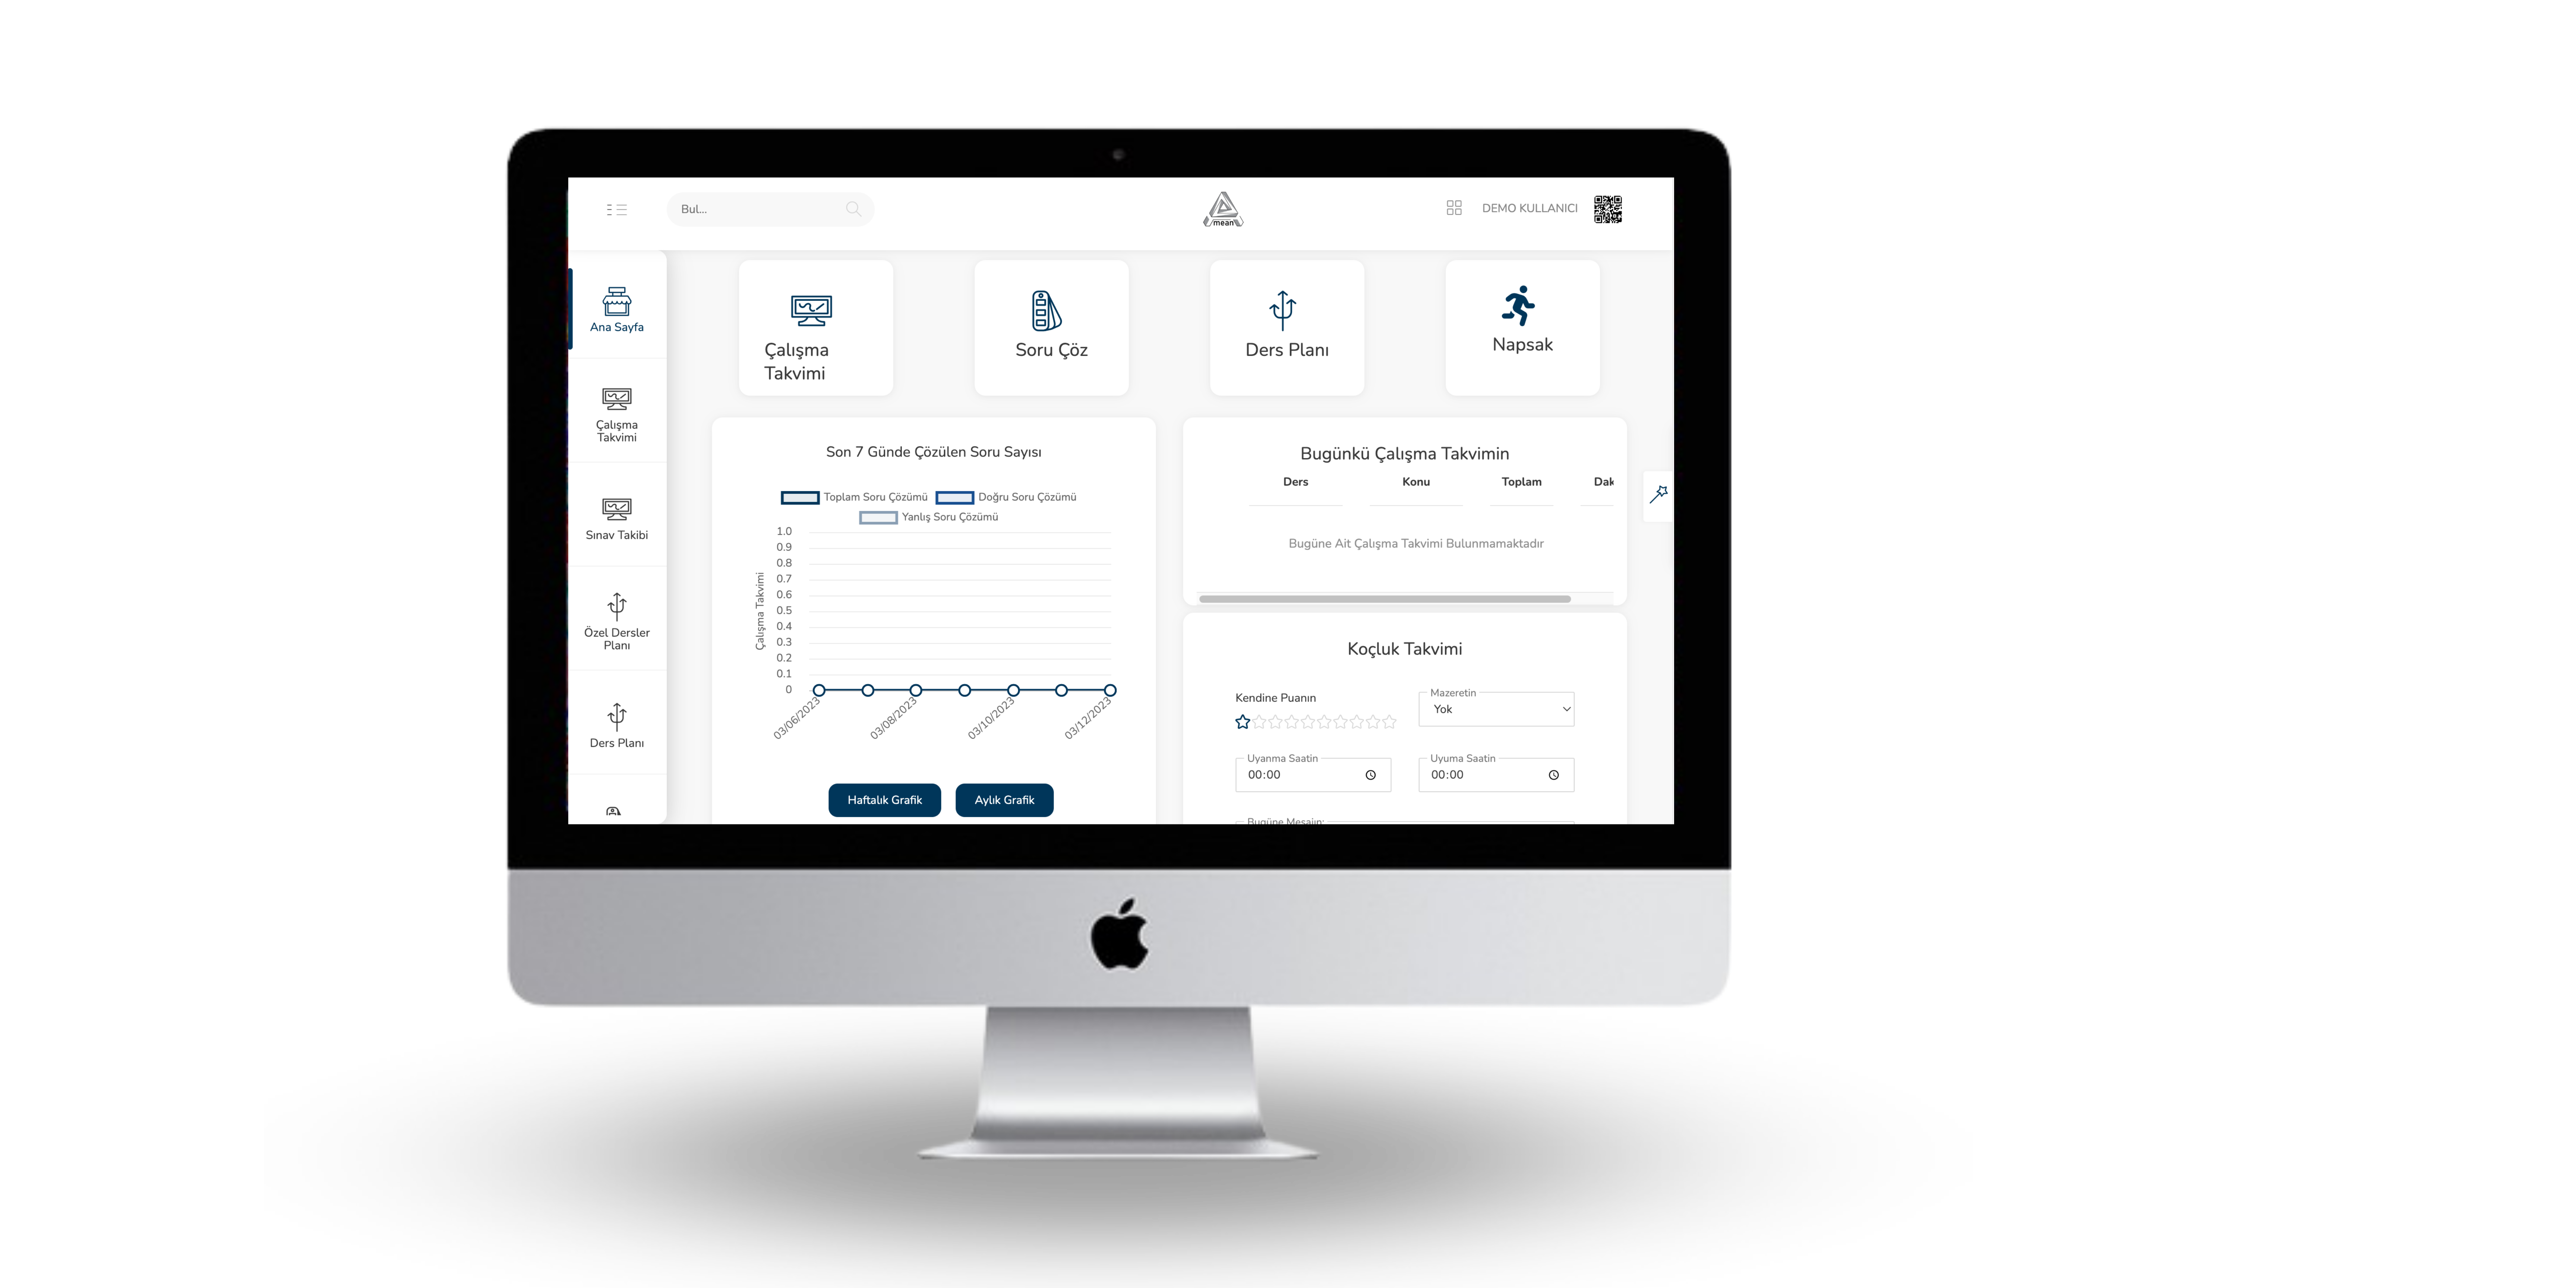 Bul...
mean
DEMO KULLANICI
Ana Sayfa
Çalışma
Takvimi
Sınav Takibi
Özel Dersler
Planı
Ders Planı
Çalışma
Takvimi
Soru Çöz
Ders Planı
Napsak
Son 7 Günde Çözülen Soru Sayısı
Toplam Soru Çözümü
Doğru Soru Çözümü
Yanlış Soru Çözümü
Çalışma Takvimi
1.0
0.9
0.8
0.7
0.6
0.5
0.4
0.3
0.2
0.1
0
03/06/2023
03/08/2023
03/10/2023
03/12/2023
Haftalık Grafik
Aylık Grafik
Bugünkü Çalışma Takvimin
Ders Konu Toplam Dak
Bugüne Ait Çalışma Takvimi Bulunmamaktadır
Koçluk Takvimi
Kendine Puanın
Mazeretin
Yok
Uyanma Saatin
00:00
Uyuma Saatin
00:00
Bugüne Mesajın: